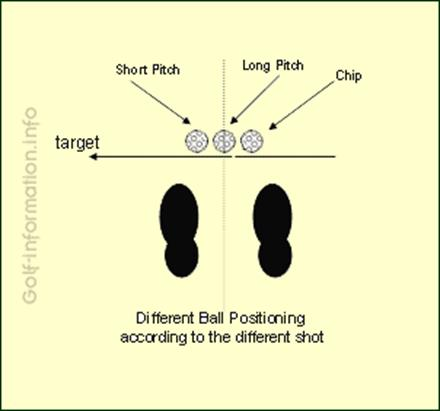 Short Pitch
Long Pitch
Chip
target
Golf-information.info
Different Ball Positioning
according to the different shot